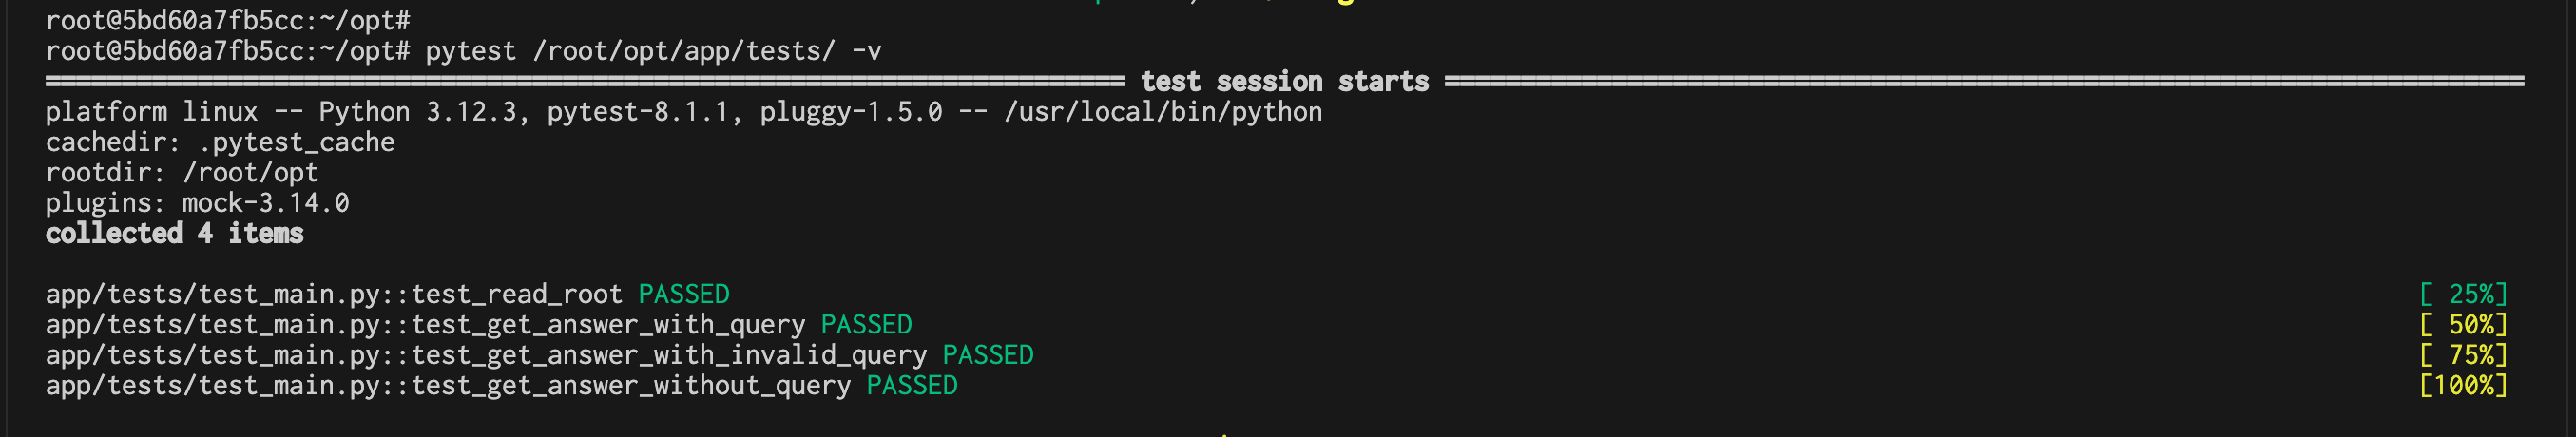 root@5bd60a7fb5cc:~/opt#
root@5bd60a7fb5cc:~/opt# pytest /root/opt/app/tests/ -v
test session starts
platform linux -- Python 3.12.3, pytest-8.1.1, pluggy-1.5.0 -- /usr/local/bin/python
cachedir: .pytest_cache
rootdir: /root/opt
plugins: mock-3.14.0
collected 4 items
app/tests/test_main.py::test_read_root PASSED [ 25%]
app/tests/test_main.py::test_get_answer_with_query PASSED [ 50%]
app/tests/test_main.py::test_get_answer_with_invalid_query PASSED [ 75%]
app/tests/test_main.py::test_get_answer_without_query PASSED [100%]